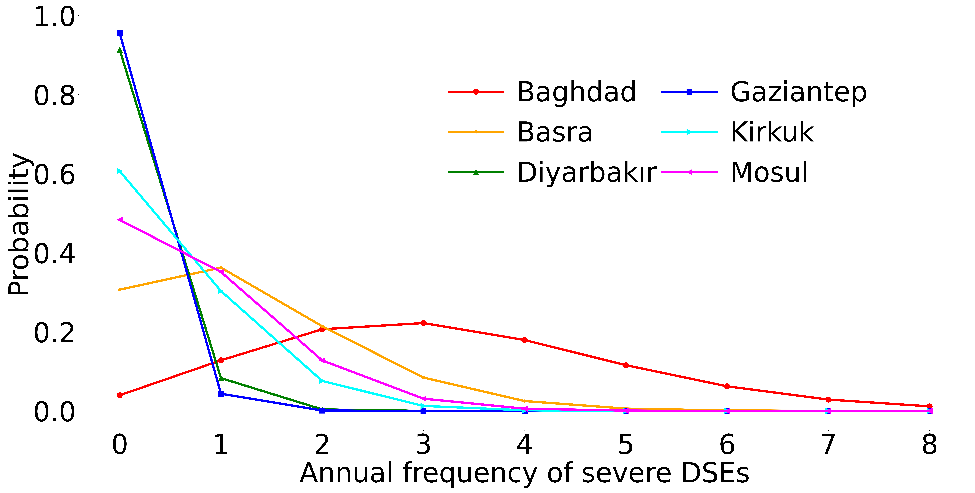 1.0
0.8
0.6
0.4
0.2
0.0
Probability
Baghdad
Basra
Diyarbakır
Gaziantep
Kirkuk
Mosul
0 1 2 3 4 5 6 7 8
Annual frequency of severe DSEs